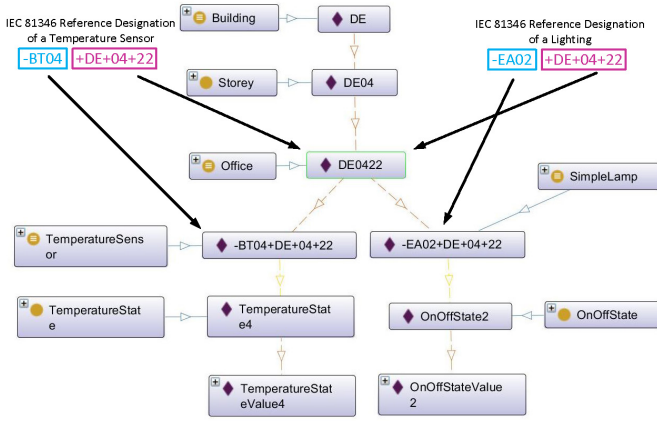 IEC 81346 Reference Designation
of a Temperature Sensor
-BT04 +DE+04+22
Building
DE
IEC 81346 Reference Designation
of a Lighting
-EA02 +DE+04+22
Storey
DE04
Office
DE0422
SimpleLamp
TemperatureSen
sor
-BT04+DE+04+22
-EA02+DE+04+22
TemperatureStat
e
TemperatureStat
e4
OnOffState2
OnOffState
TemperatureStat
eValue4
OnOffStateValue
2